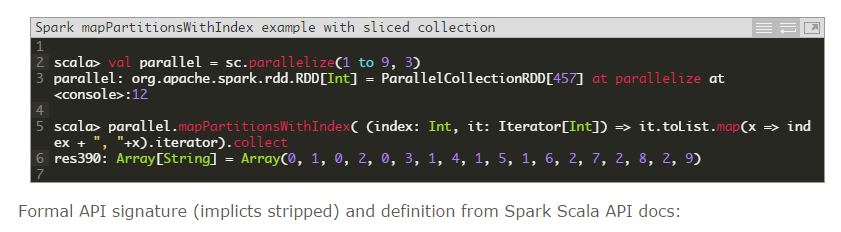 Spark mapPartitionsWithIndex example with sliced collection
1
2 scala> val parallel = sc.parallelize(1 to 9, 3)
3 parallel: org.apache.spark.rdd.RDD[Int] = ParallelCollectionRDD[457] at parallelize at
<console>:12
4
5 scala> parallel.mapPartitionsWithIndex( (index: Int, it: Iterator[Int]) => it.toList.map(x => ind
ex + ", "+x).iterator).collect
6 res390: Array[String] = Array(0, 1, 0, 2, 0, 3, 1, 4, 1, 5, 1, 6, 2, 7, 2, 8, 2, 9)
7
Formal API signature (implicts stripped) and definition from Spark Scala API docs: